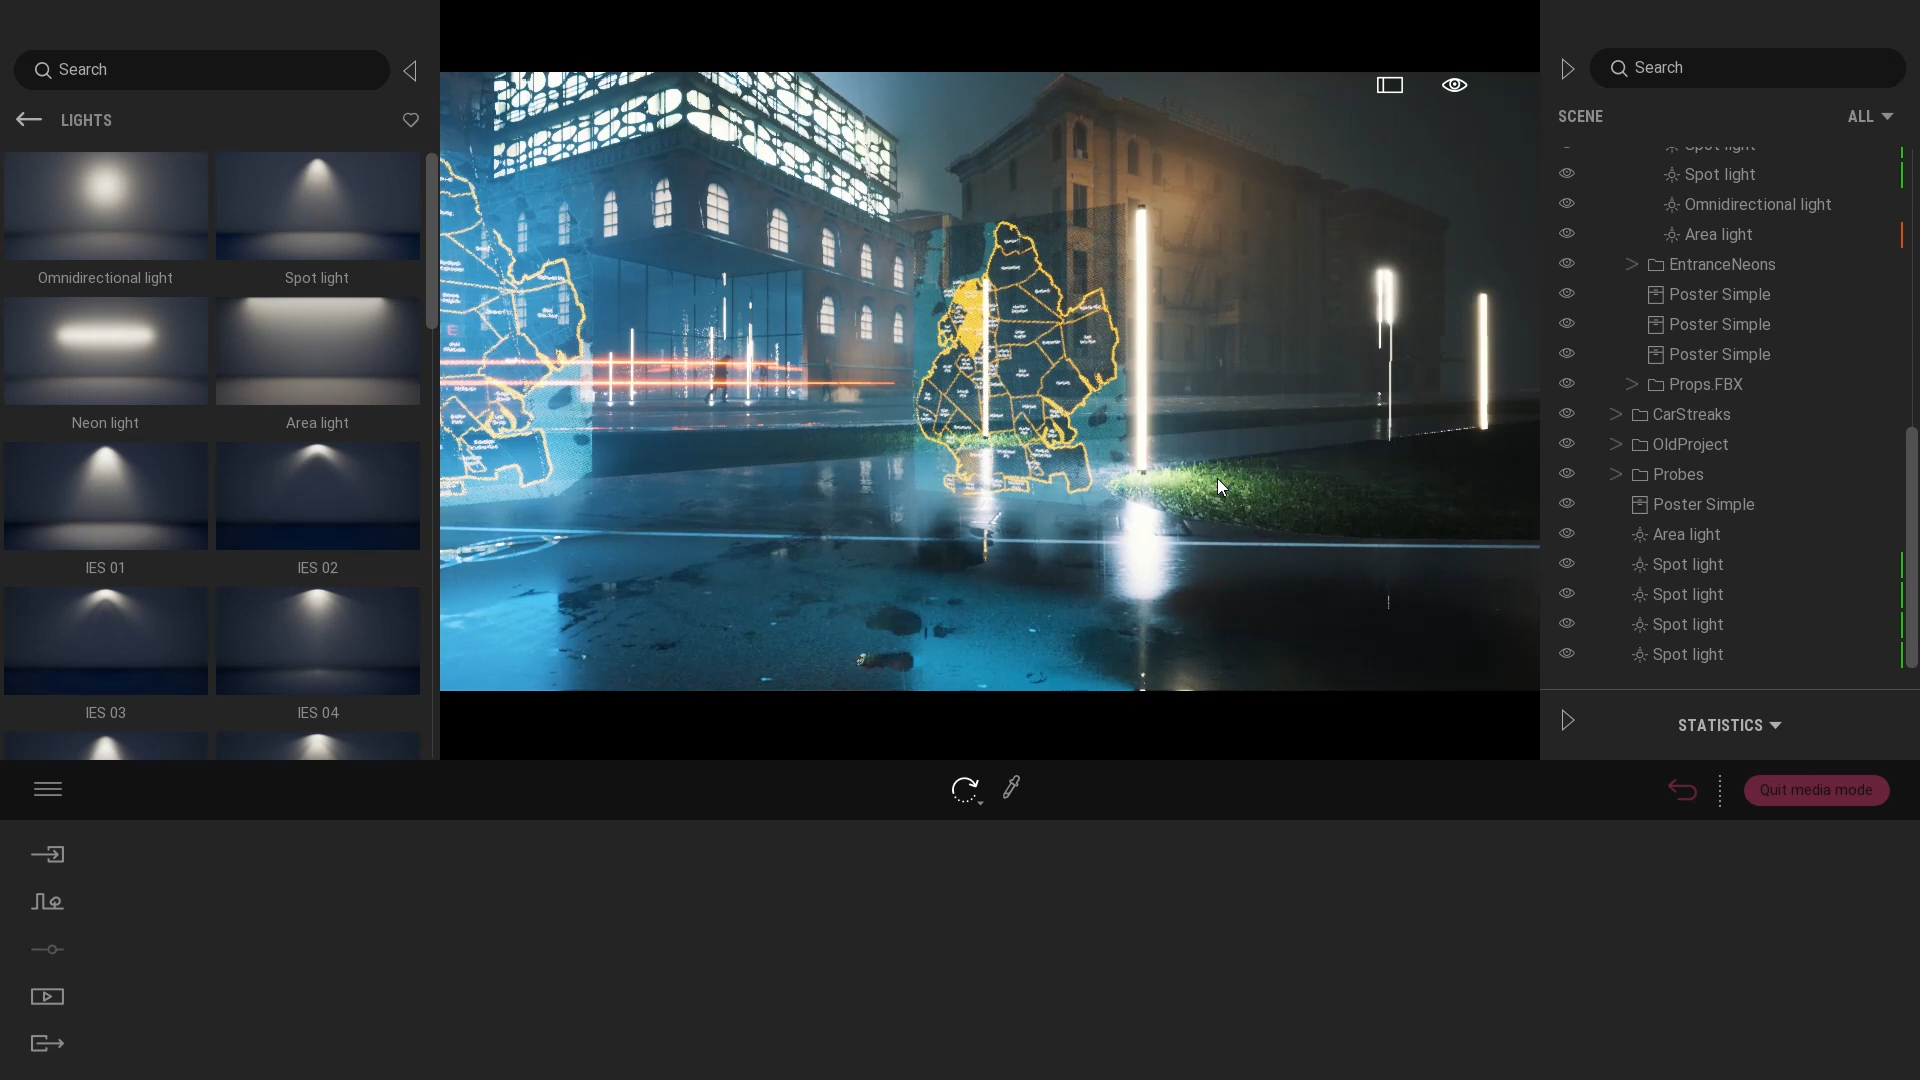 Search
LIGHTS
Omnidirectional light
Spot light
Neon light
Area light
IES 01
IES 02
IES 03
IES 04
Search
SCENE
ALL
Spot light
Spot light
Omnidirectional light
Area light
EntranceNeons
Poster Simple
Poster Simple
Poster Simple
Props.FBX
CarStreaks
OldProject
Probes
Poster Simple
Area light
Spot light
Spot light
Spot light
Spot light
STATISTICS
Quit media mode